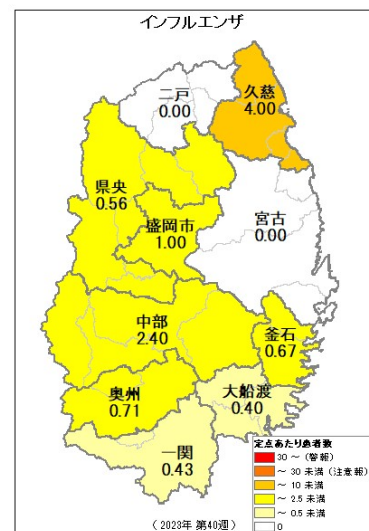 インフルエンザ
二戸
0.00
久慈
4.00
県央
0.56
盛岡市
1.00
宮古
0.00
中部
2.40
釜石
0.67
奥州
0.71
大船渡
0.40
一関
0.43
定点あたり患者数
30 ~ (警報)
~ 30 未満 (注意報)
~ 10 未満
~ 2.5 未満
~ 0.5 未満
0
(2023年 第40週)